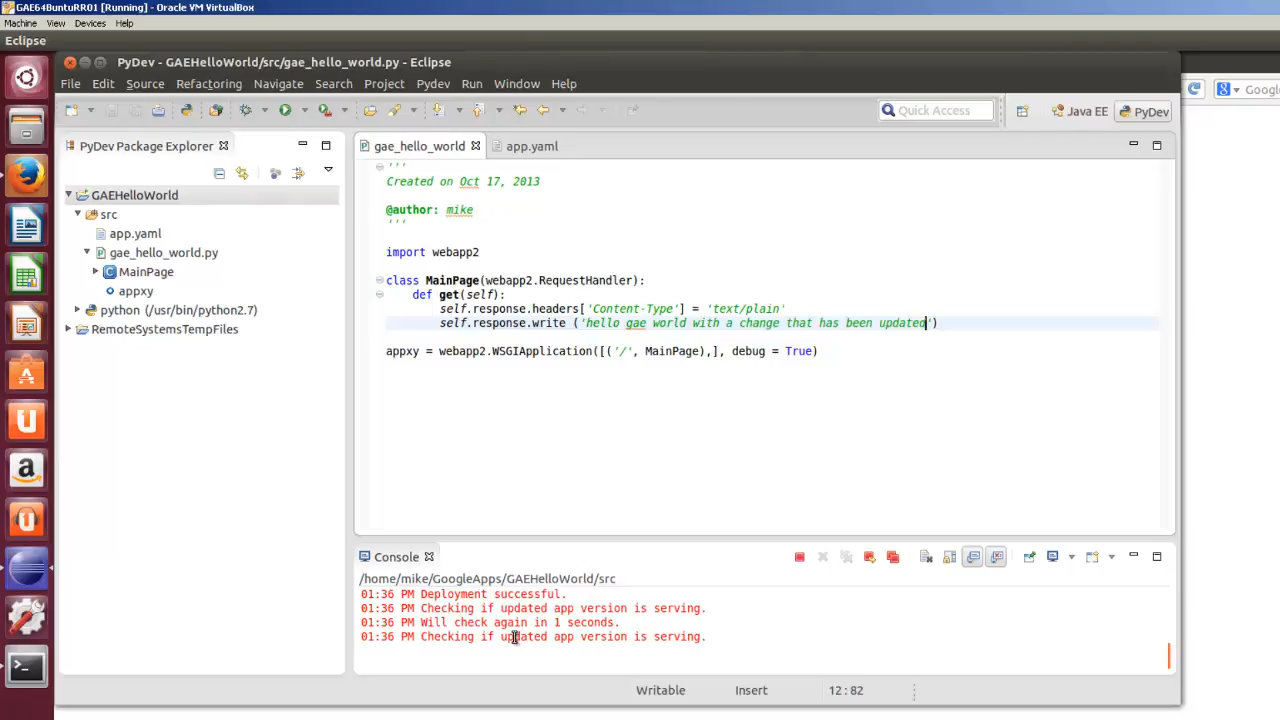 GAE64BuntuRR01 [Running] - Oracle VM VirtualBox
Machine View Devices Help
Eclipse
PyDev - GAEHelloWorld/src/gae_hello_world.py - Eclipse
File Edit Source Refactoring Navigate Search Project Pydev Run Window Help
Quick Access
Java EE
PyDev
Googl
PyDev Package Explorer
gae_hello_world
app.yaml
GAEHelloWorld
src
app.yaml
gae_hello_world.py
MainPage
appxy
python (/usr/bin/python2.7)
RemoteSystemsTempFiles
'''
Created on Oct 17, 2013
@author: mike
'''
import webapp2
class MainPage(webapp2.RequestHandler):
def get(self):
self.response.headers['Content-Type'] = 'text/plain'
self.response.write ('hello gae world with a change that has been updated')
appxy = webapp2.WSGIApplication([('/', MainPage),], debug = True)
Console
/home/mike/GoogleApps/GAEHelloWorld/src
01:36 PM Deployment successful.
01:36 PM Checking if updated app version is serving.
01:36 PM Will check again in 1 seconds.
01:36 PM Checking if updated app version is serving.
Writable Insert 12:82